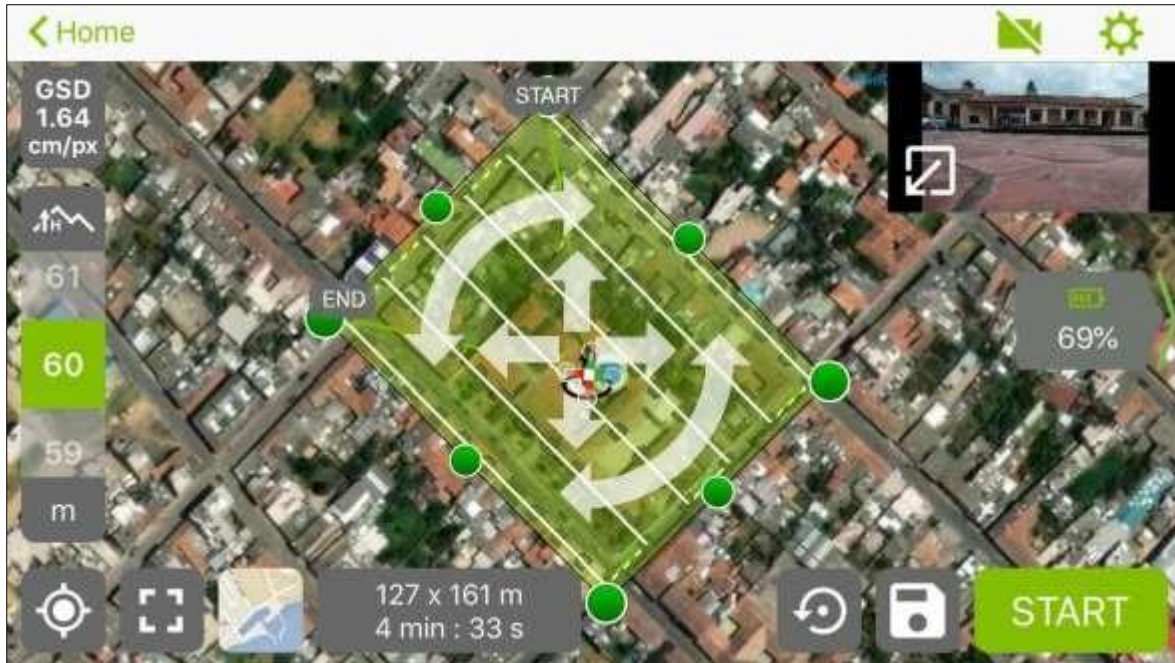 Home
GSD
1.64
cm/px
START
H
61
END
60
69%
59
m
127 x 161 m
4 min : 33 s
START